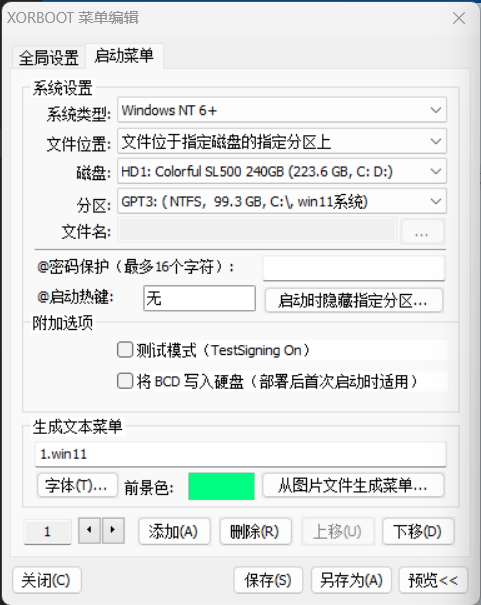 XORBOOT 菜单编辑
全局设置 启动菜单
系统设置
系统类型: Windows NT 6+
文件位置: 文件位于指定磁盘的指定分区上
磁盘: HD1: Colorful SL500 240GB (223.6 GB, C: D:)
分区: GPT3: ( NTFS, 99.3 GB, C:\, win11系统)
文件名: ...
@密码保护（最多16个字符）:
@启动热键: 无 启动时隐藏指定分区...
附加选项
测试模式（TestSigning On）
将 BCD 写入硬盘（部署后首次启动时适用）
生成文本菜单
1.win11
字体(T)... 前景色: 从图片文件生成菜单...
1 添加(A) 删除(R) 上移(U) 下移(D)
关闭(C) 保存(S) 另存为(A) 预览<<